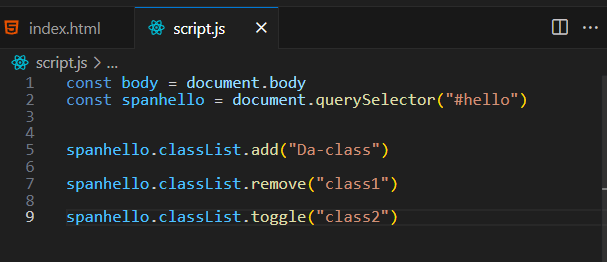 index.html script.js ×
script.js > ...
1 const body = document.body
2 const spanhello = document.querySelector("#hello")
3
4
5 spanhello.classList.add("Da-class")
6
7 spanhello.classList.remove("class1")
8
9 spanhello.classList.toggle("class2")